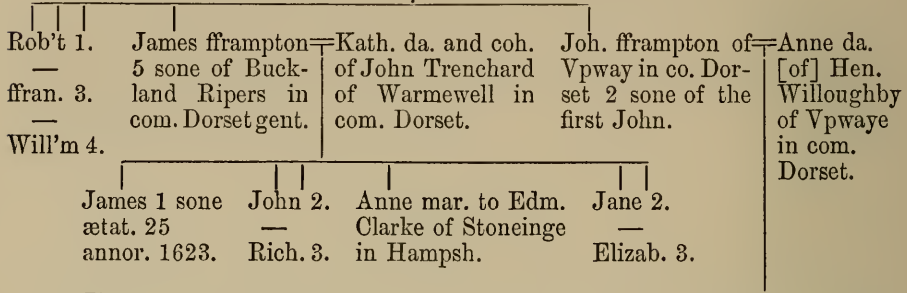 Rob't 1.
—
ffran. 3.
—
Will'm 4.
James fframpton
5 sone of Buck-
land Ripers in
com. Dorset gent.
Kath. da. and coh.
of John Trenchard
of Warmewell in
com. Dorset.
Joh. fframpton of
Vpway in co. Dor-
set 2 sone of the
first John.
Anne da.
[of] Hen.
Willoughby
of Vpwaye
in com.
Dorset.
James 1 sone
ætat. 25
annor. 1623.
John 2.
—
Rich. 3.
Anne mar. to Edm.
Clarke of Stoneinge
in Hampsh.
Jane 2.
—
Elizab. 3.